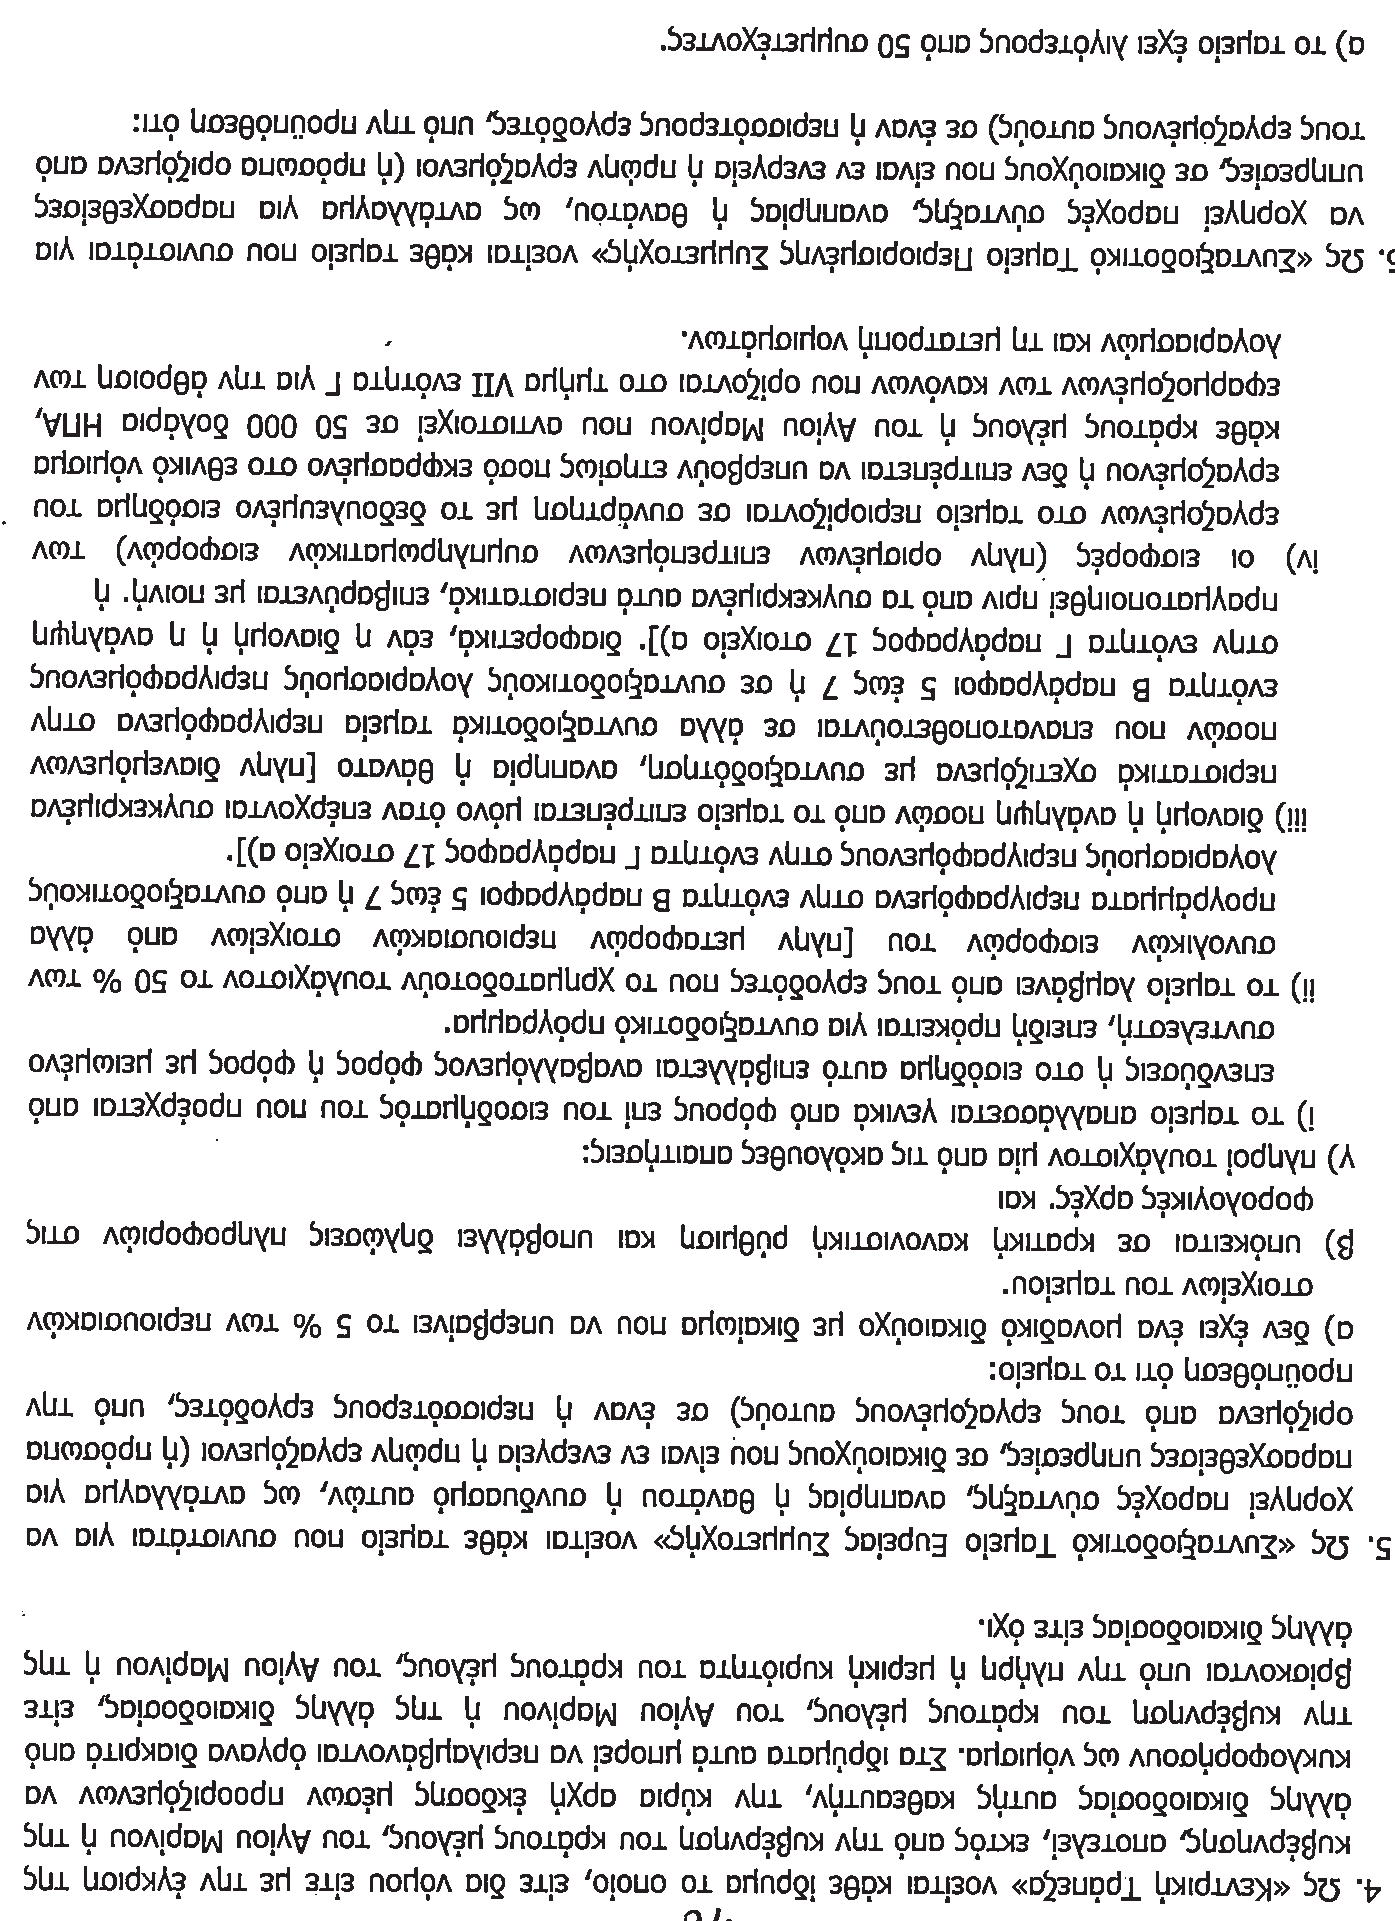 4. Ως «Κεντρική Τράπεζα» νοείται κάθε ίδρυμα το οποίο, είτε δια νόμου είτε με την έγκριση της
κυβέρνησης, αποτελεί, εκτός από την κυβέρνηση του κράτους μέλους, του Αγίου Μαρίνου ή της
άλλης δικαιοδοσίας αυτής καθεαυτήν, την κύρια αρχή έκδοσης μέσων προοριζόμενων να
κυκλοφορήσουν ως νόμισμα. Στα ιδρύματα αυτά μπορεί να περιλαμβάνονται όργανα διακριτά από
την κυβέρνηση του κράτους μέλους, του Αγίου Μαρίνου ή της άλλης δικαιοδοσίας, είτε
βρίσκονται υπό την πλήρη ή μερική κυριότητα του κράτους μέλους, του Αγίου Μαρίνου ή της
άλλης δικαιοδοσίας είτε όχι.
5. Ως «Συνταξιοδοτικό Ταμείο Ευρείας Συμμετοχής» νοείται κάθε ταμείο που συνιστάται για να
χορηγεί παροχές σύνταξης, αναπηρίας ή θανάτου ή συνδυασμό αυτών, ως αντάλλαγμα για
παρασχεθείσες υπηρεσίες, σε δικαιούχους που είναι εν ενεργεία ή πρώην εργαζόμενοι (ή πρόσωπα
οριζόμενα από τους εργαζομένους αυτούς) σε έναν ή περισσότερους εργοδότες, υπό την
προϋπόθεση ότι το ταμείο:
α) δεν έχει ένα μοναδικό δικαιούχο με δικαίωμα που να υπερβαίνει το 5 % των περιουσιακών
στοιχείων του ταμείου.
β) υπόκειται σε κρατική κανονιστική ρύθμιση και υποβάλλει δηλώσεις πληροφοριών στις
φορολογικές αρχές. και
γ) πληροί τουλάχιστον μία από τις ακόλουθες απαιτήσεις:
i) το ταμείο απαλλάσσεται γενικά από φόρους επί του εισοδήματός του που προέρχεται από
επενδύσεις ή στο εισόδημα αυτό επιβάλλεται αναβαλλόμενος φόρος ή φόρος με μειωμένο
συντελεστή, επειδή πρόκειται για συνταξιοδοτικό πρόγραμμα.
ii) το ταμείο λαμβάνει από τους εργοδότες που το χρηματοδοτούν τουλάχιστον το 50 % των
συνολικών εισφορών του [πλην μεταφορών περιουσιακών στοιχείων από άλλα
προγράμματα περιγραφόμενα στην ενότητα Β παράγραφοι 5 έως 7 ή από συνταξιοδοτικούς
λογαριασμούς περιγραφόμενους στην ενότητα Γ παράγραφος 17 στοιχείο α)].
iii) διανομή ή ανάληψη ποσών από το ταμείο επιτρέπεται μόνο όταν επέρχονται συγκεκριμένα
περιστατικά σχετιζόμενα με συνταξιοδότηση, αναπηρία ή θάνατο [πλην διανεμόμενων
ποσών που επανατοποθετούνται σε άλλα συνταξιοδοτικά ταμεία περιγραφόμενα στην
ενότητα Β παράγραφοι 5 έως 7 ή σε συνταξιοδοτικούς λογαριασμούς περιγραφόμενους
στην ενότητα Γ παράγραφος 17 στοιχείο α)]. διαφορετικά, εάν η διανομή ή η ανάληψη
πραγματοποιηθεί πριν από τα συγκεκριμένα αυτά περιστατικά, επιβαρύνεται με ποινή. ή
iv) οι εισφορές (πλην ορισμένων επιτρεπόμενων συμπληρωματικών εισφορών) των
εργαζομένων στο ταμείο περιορίζονται σε συνάρτηση με το δεδουλευμένο εισόδημα του
εργαζομένου ή δεν επιτρέπεται να υπερβούν ετησίως ποσό εκφρασμένο στο εθνικό νόμισμα
κάθε κράτους μέλους ή του Αγίου Μαρίνου που αντιστοιχεί σε 50 000 δολάρια ΗΠΑ,
εφαρμοζομένων των κανόνων που ορίζονται στο τμήμα VII ενότητα Γ για την άθροιση των
λογαριασμών και τη μετατροπή νομισμάτων.
6. Ως «Συνταξιοδοτικό Ταμείο Περιορισμένης Συμμετοχής» νοείται κάθε ταμείο που συνιστάται για
να χορηγεί παροχές σύνταξης, αναπηρίας ή θανάτου, ως αντάλλαγμα για παρασχεθείσες
υπηρεσίες, σε δικαιούχους που είναι εν ενεργεία ή πρώην εργαζόμενοι (ή πρόσωπα οριζόμενα από
τους εργαζομένους αυτούς) σε έναν ή περισσότερους εργοδότες, υπό την προϋπόθεση ότι:
α) το ταμείο έχει λιγότερους από 50 συμμετέχοντες.